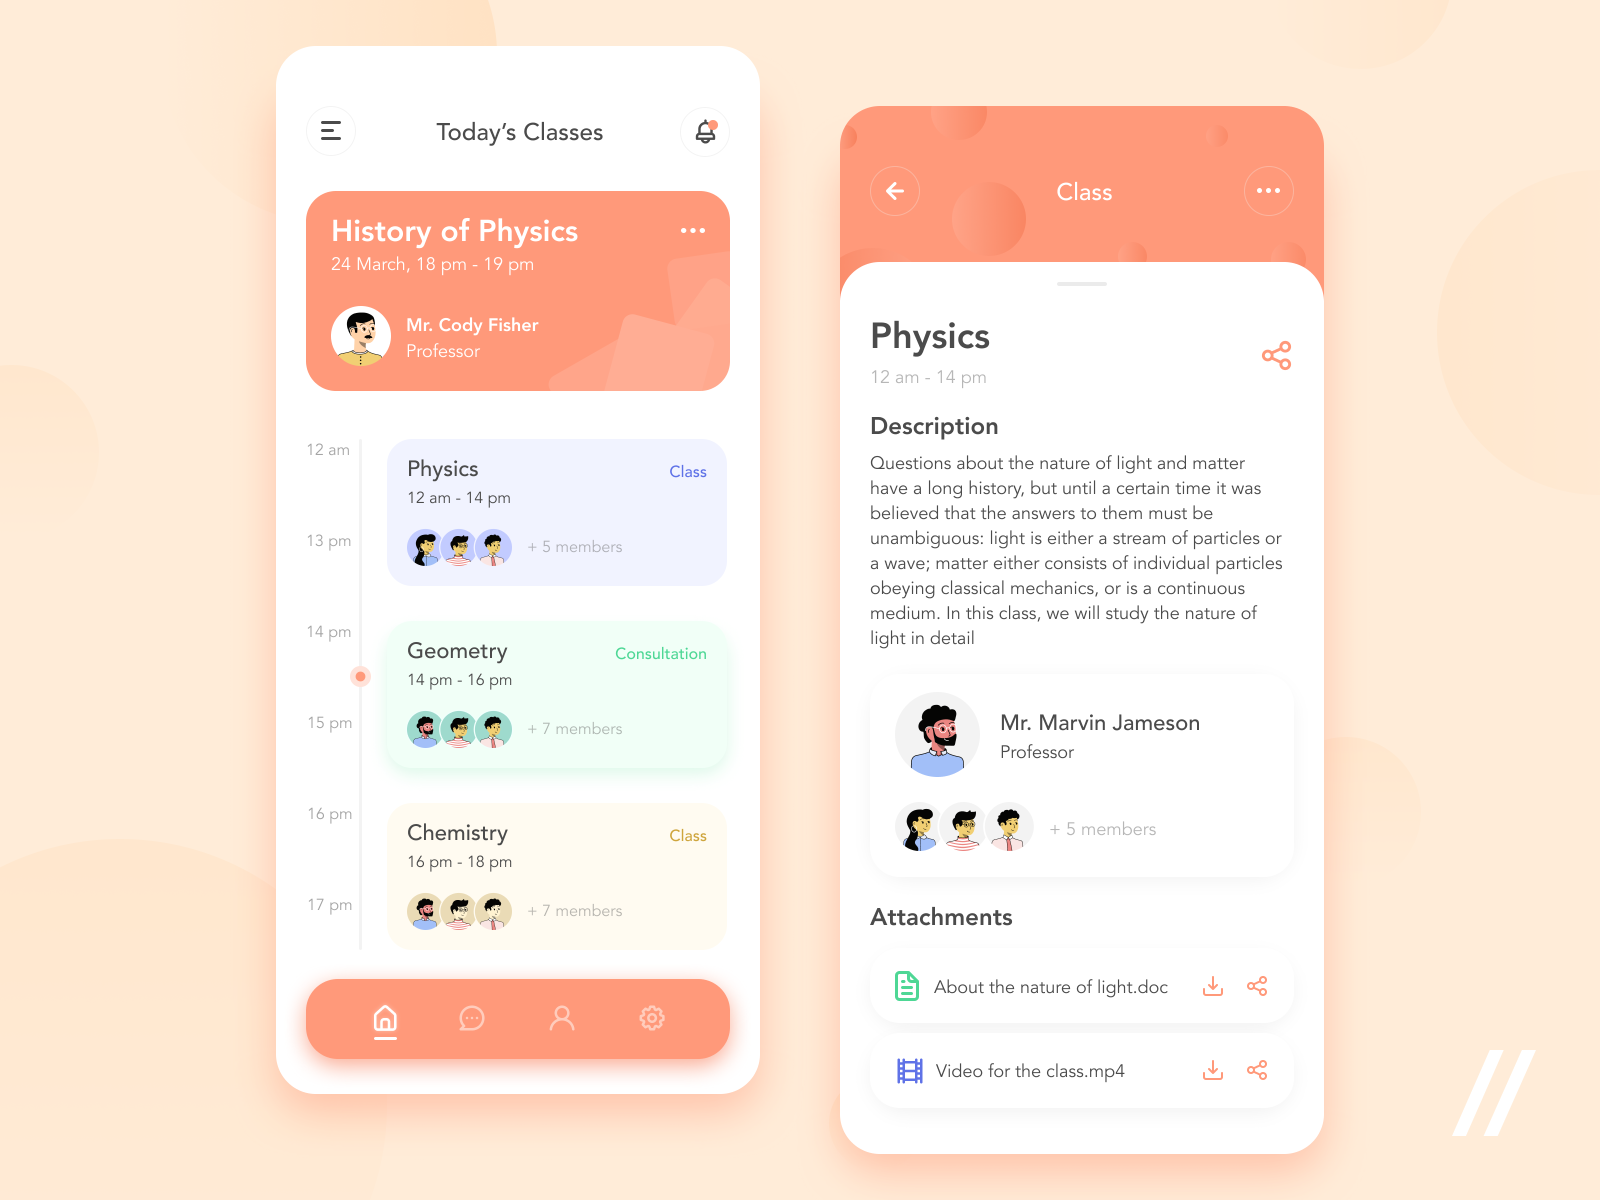 Today's Classes
History of Physics
24 March, 18 pm - 19 pm
Mr. Cody Fisher
Professor
12 am
13 pm
14 pm
15 pm
16 pm
17 pm
Physics
Class
12 am - 14 pm
+ 5 members
Geometry
Consultation
14 pm - 16 pm
+ 7 members
Chemistry
Class
16 pm - 18 pm
+ 7 members
Class
Physics
12 am - 14 pm
Description
Questions about the nature of light and matter
have a long history, but until a certain time it was
believed that the answers to them must be
unambiguous: light is either a stream of particles or
a wave; matter either consists of individual particles
obeying classical mechanics, or is a continuous
medium. In this class, we will study the nature of
light in detail
Mr. Marvin Jameson
Professor
+ 5 members
Attachments
About the nature of light.doc
Video for the class.mp4